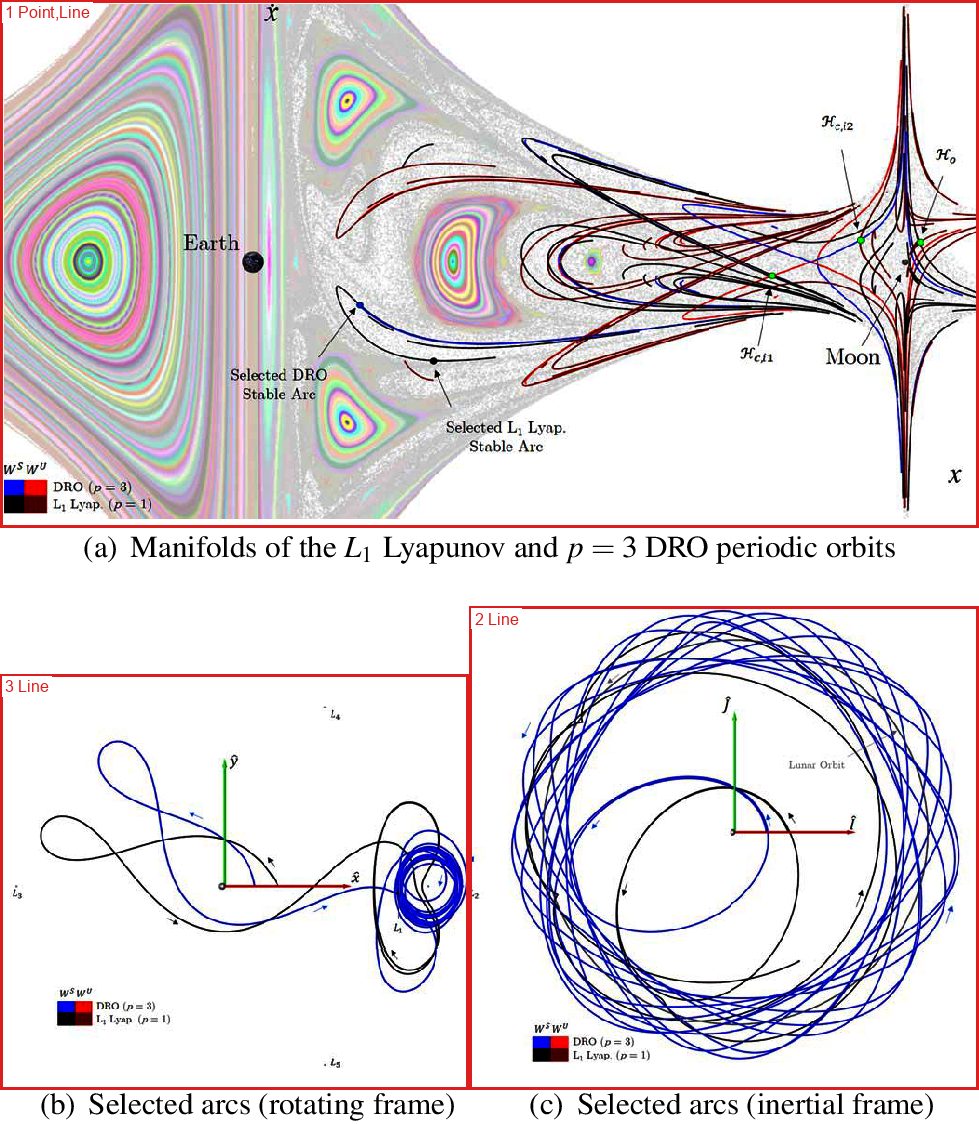 1 Point,Line
ẋ
Earth
ℋc,i2
ℋo
ℋc,i1
Moon
Selected DRO
Stable Arc
Selected L1 Lyap.
Stable Arc
x
W^S W^U
DRO (p = 3)
L1 Lyap. (p = 1)
(a) Manifolds of the L1 Lyapunov and p = 3 DRO periodic orbits
3 Line
L4
ŷ
x̂
L3
L1
L2
W^S W^U
DRO (p = 3)
L1 Lyap (p = 1)
L5
(b) Selected arcs (rotating frame)
2 Line
Ĵ
Lunar Orbit
Î
W^S W^U
DRO (p = 3)
L1 Lyap. (p = 1)
(c) Selected arcs (inertial frame)